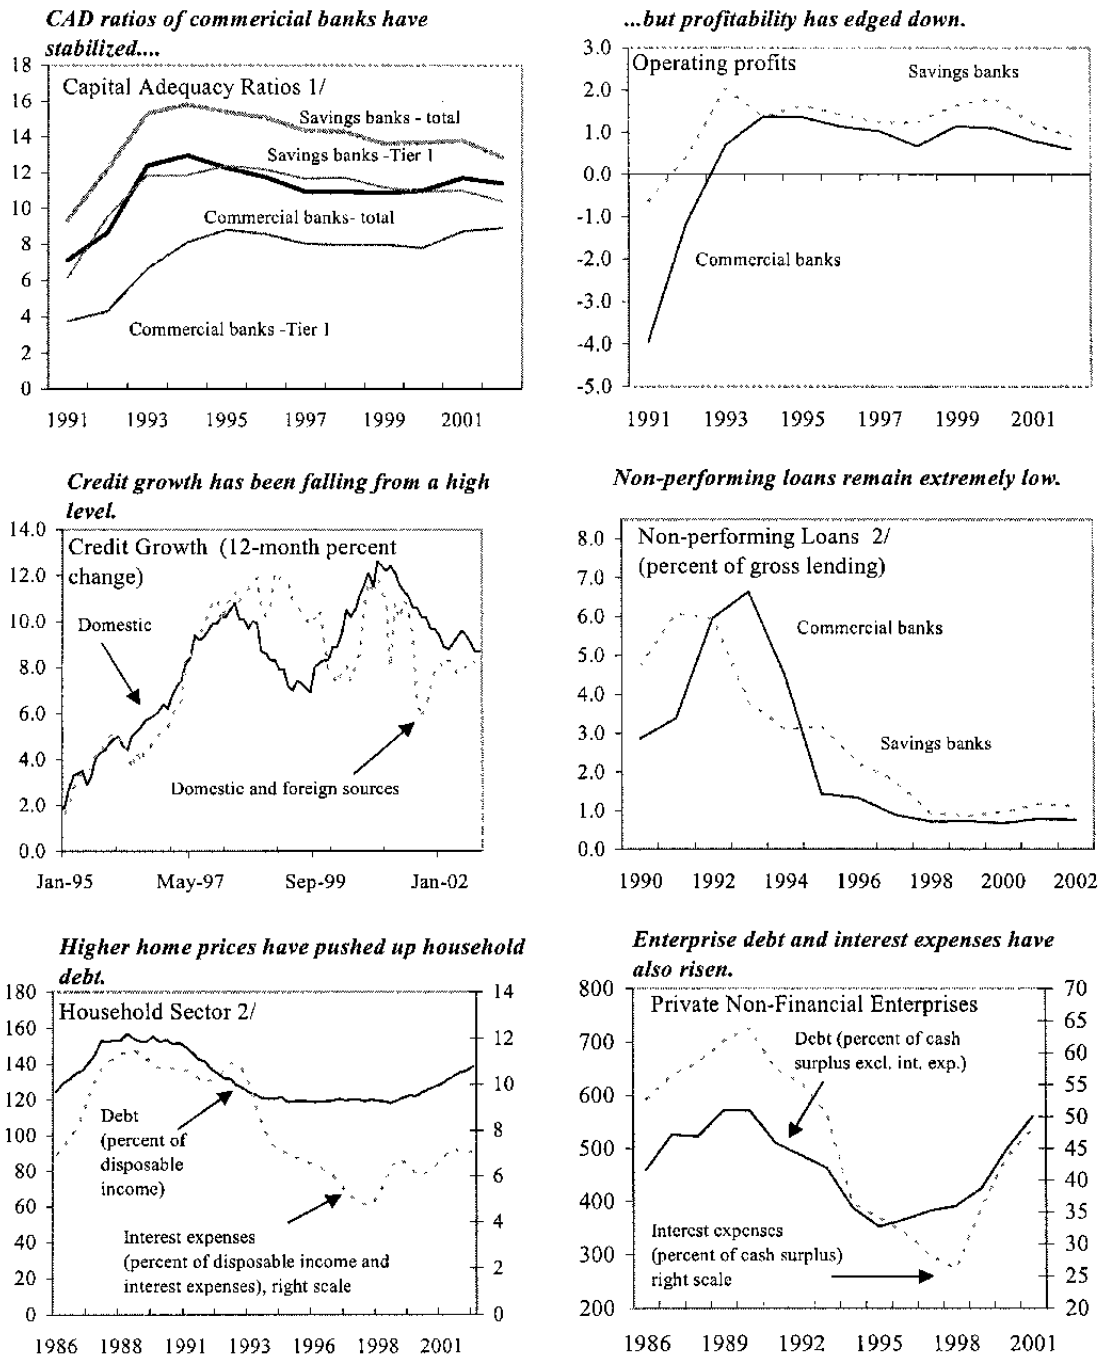 CAD ratios of commericial banks have
stabilized....
18
16
14
12
10
8
6
4
2
0
Capital Adequacy Ratios 1/
Savings banks - total
Savings banks -Tier 1
Commercial banks- total
Commercial banks -Tier 1
1991 1993 1995 1997 1999 2001
...but profitability has edged down.
3.0
2.0
1.0
0.0
-1.0
-2.0
-3.0
-4.0
-5.0
Operating profits
Savings banks
Commercial banks
1991 1993 1995 1997 1999 2001
Credit growth has been falling from a high
level.
14.0
12.0
10.0
8.0
6.0
4.0
2.0
0.0
Credit Growth (12-month percent
change)
Domestic
Domestic and foreign sources
Jan-95 May-97 Sep-99 Jan-02
Non-performing loans remain extremely low.
8.0
7.0
6.0
5.0
4.0
3.0
2.0
1.0
0.0
Non-performing Loans 2/
(percent of gross lending)
Commercial banks
Savings banks
1990 1992 1994 1996 1998 2000 2002
Higher home prices have pushed up household
debt.
180
160
140
120
100
80
60
40
20
0
Household Sector 2/
Debt
(percent of
disposable
income)
Interest expenses
(percent of disposable income and
interest expenses), right scale
14
12
10
8
6
4
2
0
1986 1988 1991 1993 1996 1998 2001
Enterprise debt and interest expenses have
also risen.
800
700
600
500
400
300
200
Private Non-Financial Enterprises
Debt (percent of cash
surplus excl. int. exp.)
Interest expenses
(percent of cash surplus)
right scale
70
65
60
55
50
45
40
35
30
25
20
1986 1989 1992 1995 1998 2001